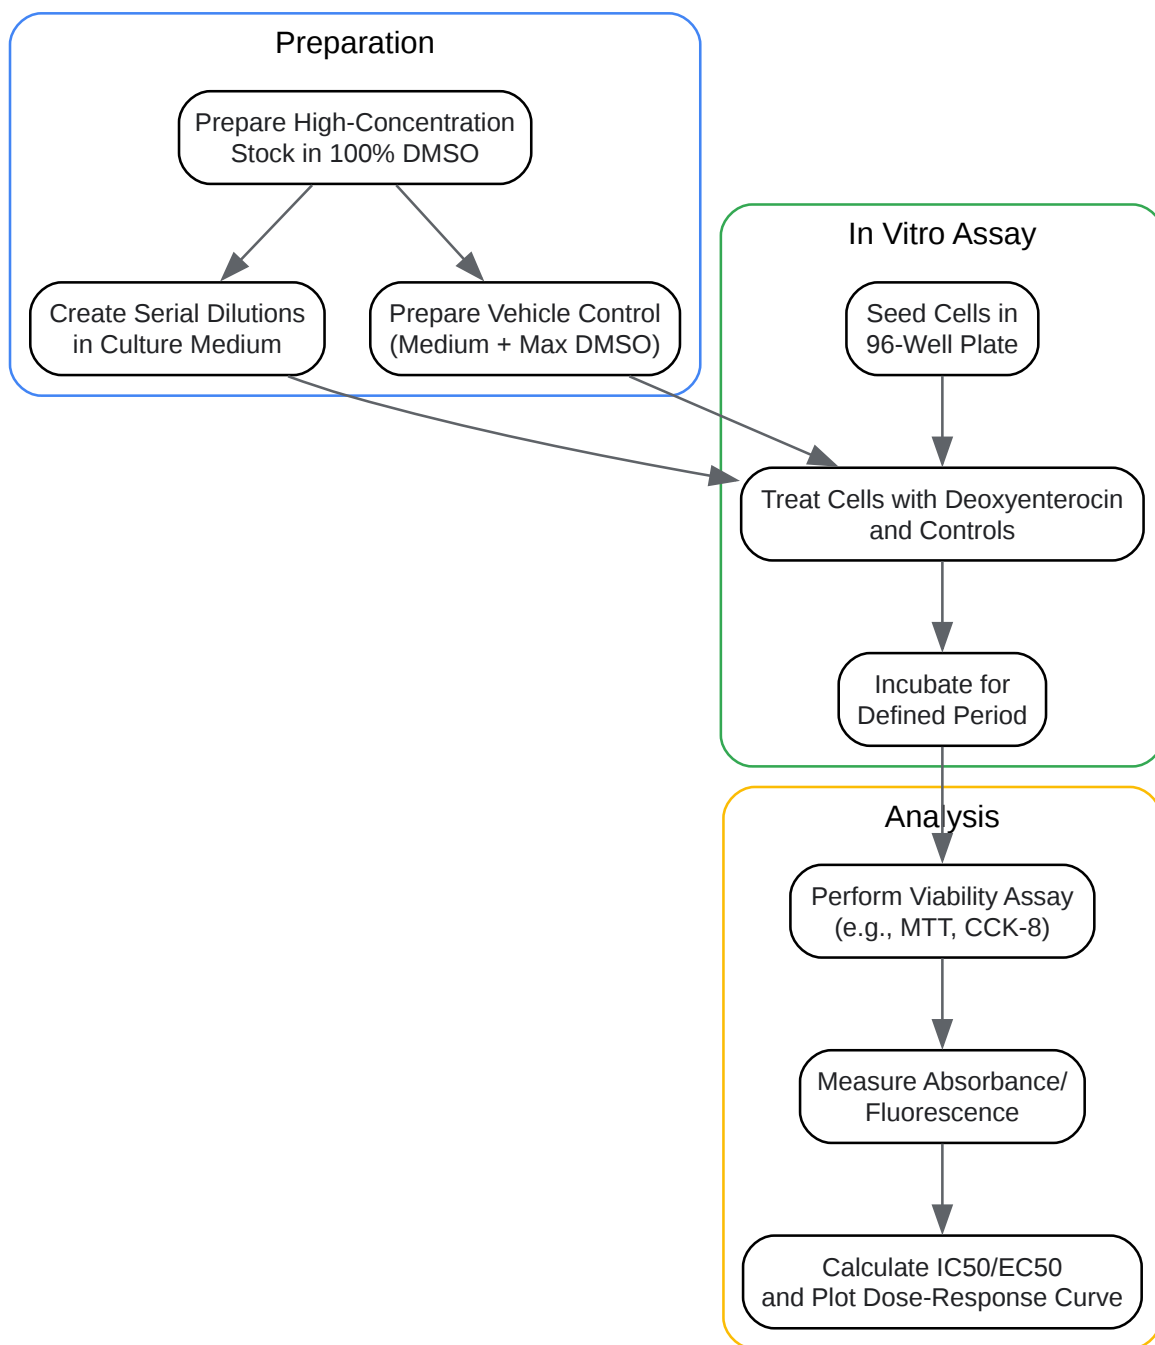 Preparation
Prepare High-Concentration
Stock in 100% DMSO
Create Serial Dilutions
in Culture Medium
Prepare Vehicle Control
(Medium + Max DMSO)
In Vitro Assay
Seed Cells in
96-Well Plate
Treat Cells with Deoxyenterocin
and Controls
Incubate for
Defined Period
Analysis
Perform Viability Assay
(e.g., MTT, CCK-8)
Measure Absorbance/
Fluorescence
Calculate IC50/EC50
and Plot Dose-Response Curve